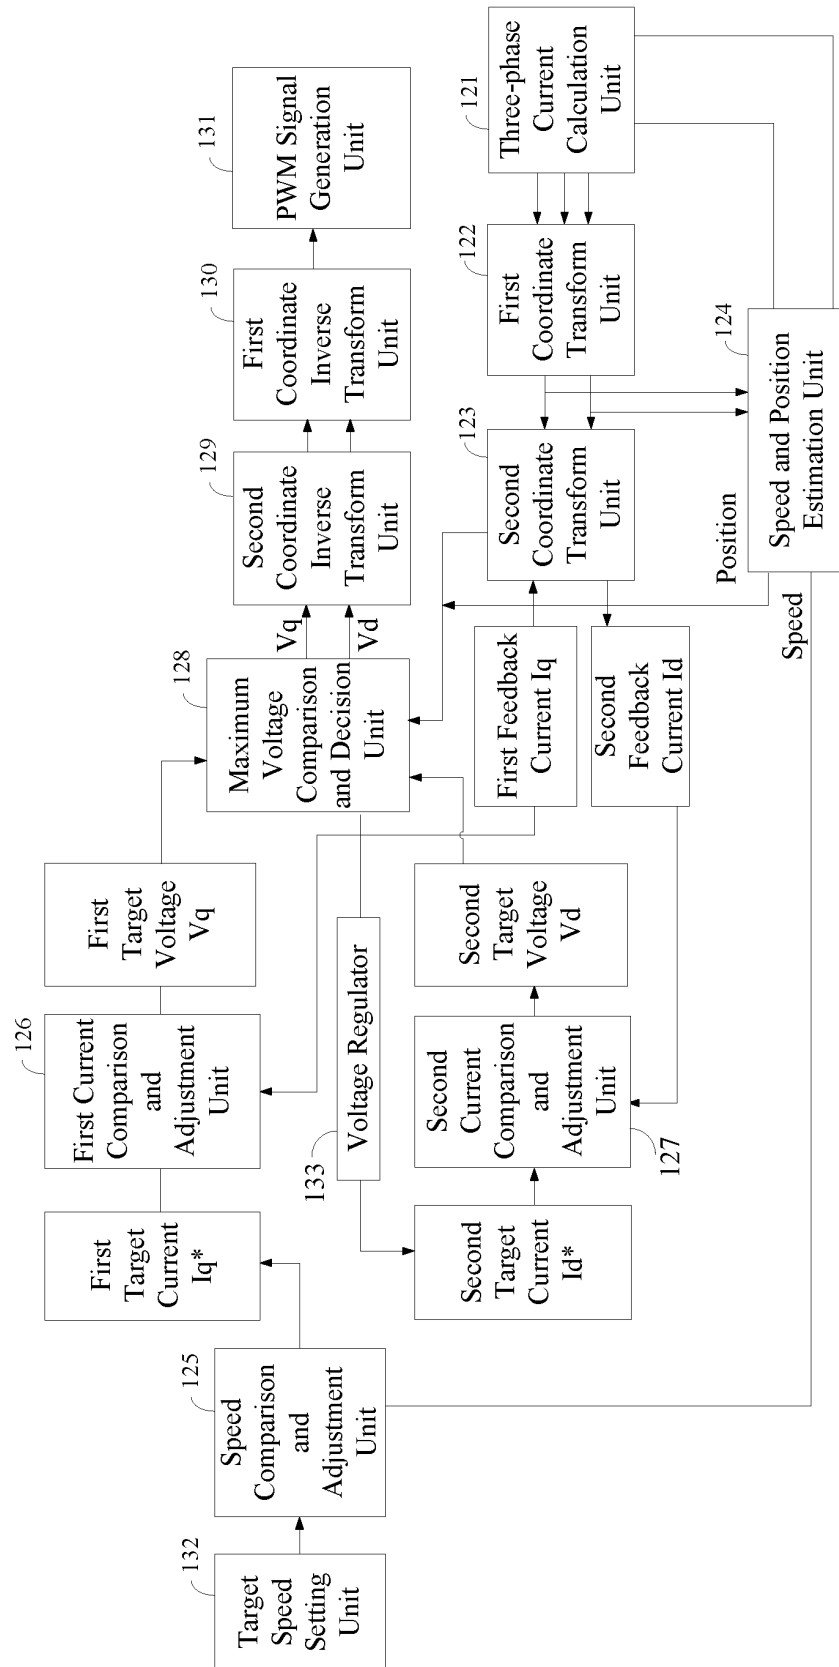 132
Target
Speed
Setting
Unit
125
Speed
Comparison
and
Adjustment
Unit
First
Target
Current
Iq*
126
First Current
Comparison
and
Adjustment
Unit
First
Target
Voltage
Vq
128
Maximum
Voltage
Comparison
and Decision
Unit
Vq
Vd
129
Second
Coordinate
Inverse
Transform
Unit
130
First
Coordinate
Inverse
Transform
Unit
131
PWM Signal
Generation
Unit
133
Voltage Regulator
Second
Target
Current
Id*
Second
Current
Comparison
and
Adjustment
Unit
127
Second
Target
Voltage
Vd
First Feedback
Current Iq
Second
Feedback
Current Id
123
Second
Coordinate
Transform
Unit
122
First
Coordinate
Transform
Unit
121
Three-phase
Current
Calculation
Unit
Position
Speed
124
Speed and Position
Estimation Unit